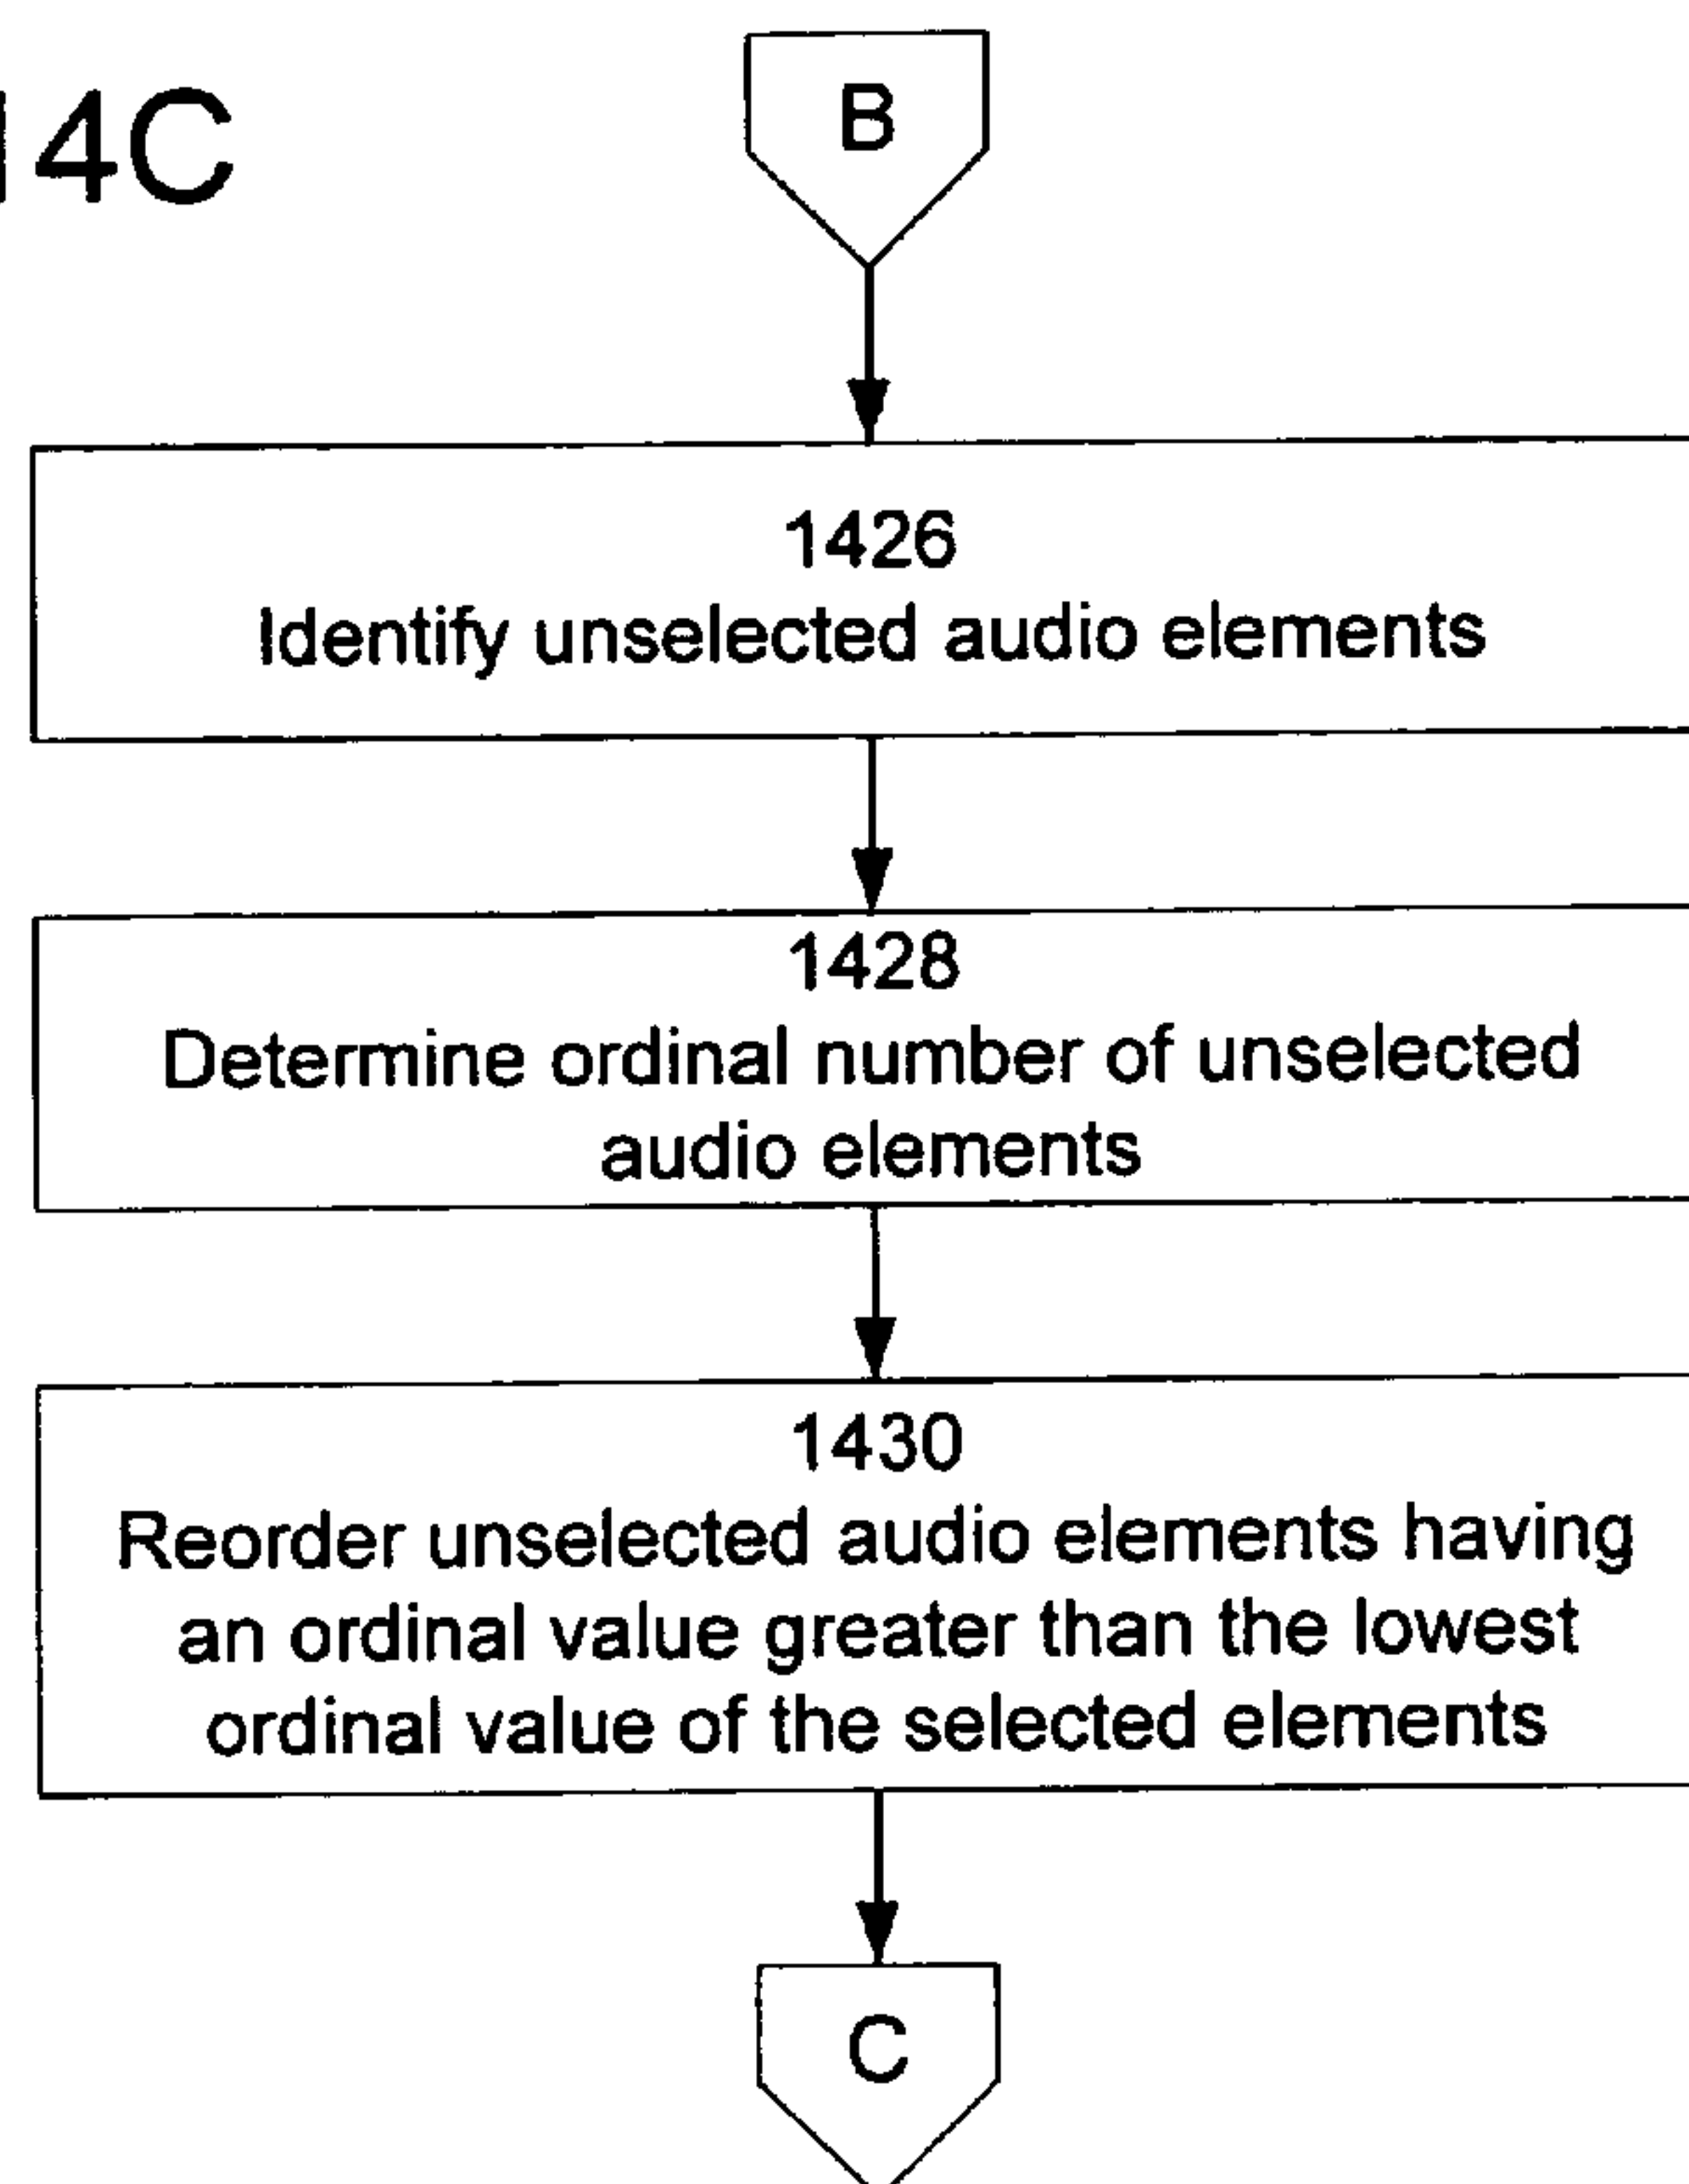 14C
B
1426
Identify unselected audio elements
1428
Determine ordinal number of unselected
audio elements
1430
Reorder unselected audio elements having
an ordinal value greater than the lowest
ordinal value of the selected elements
C